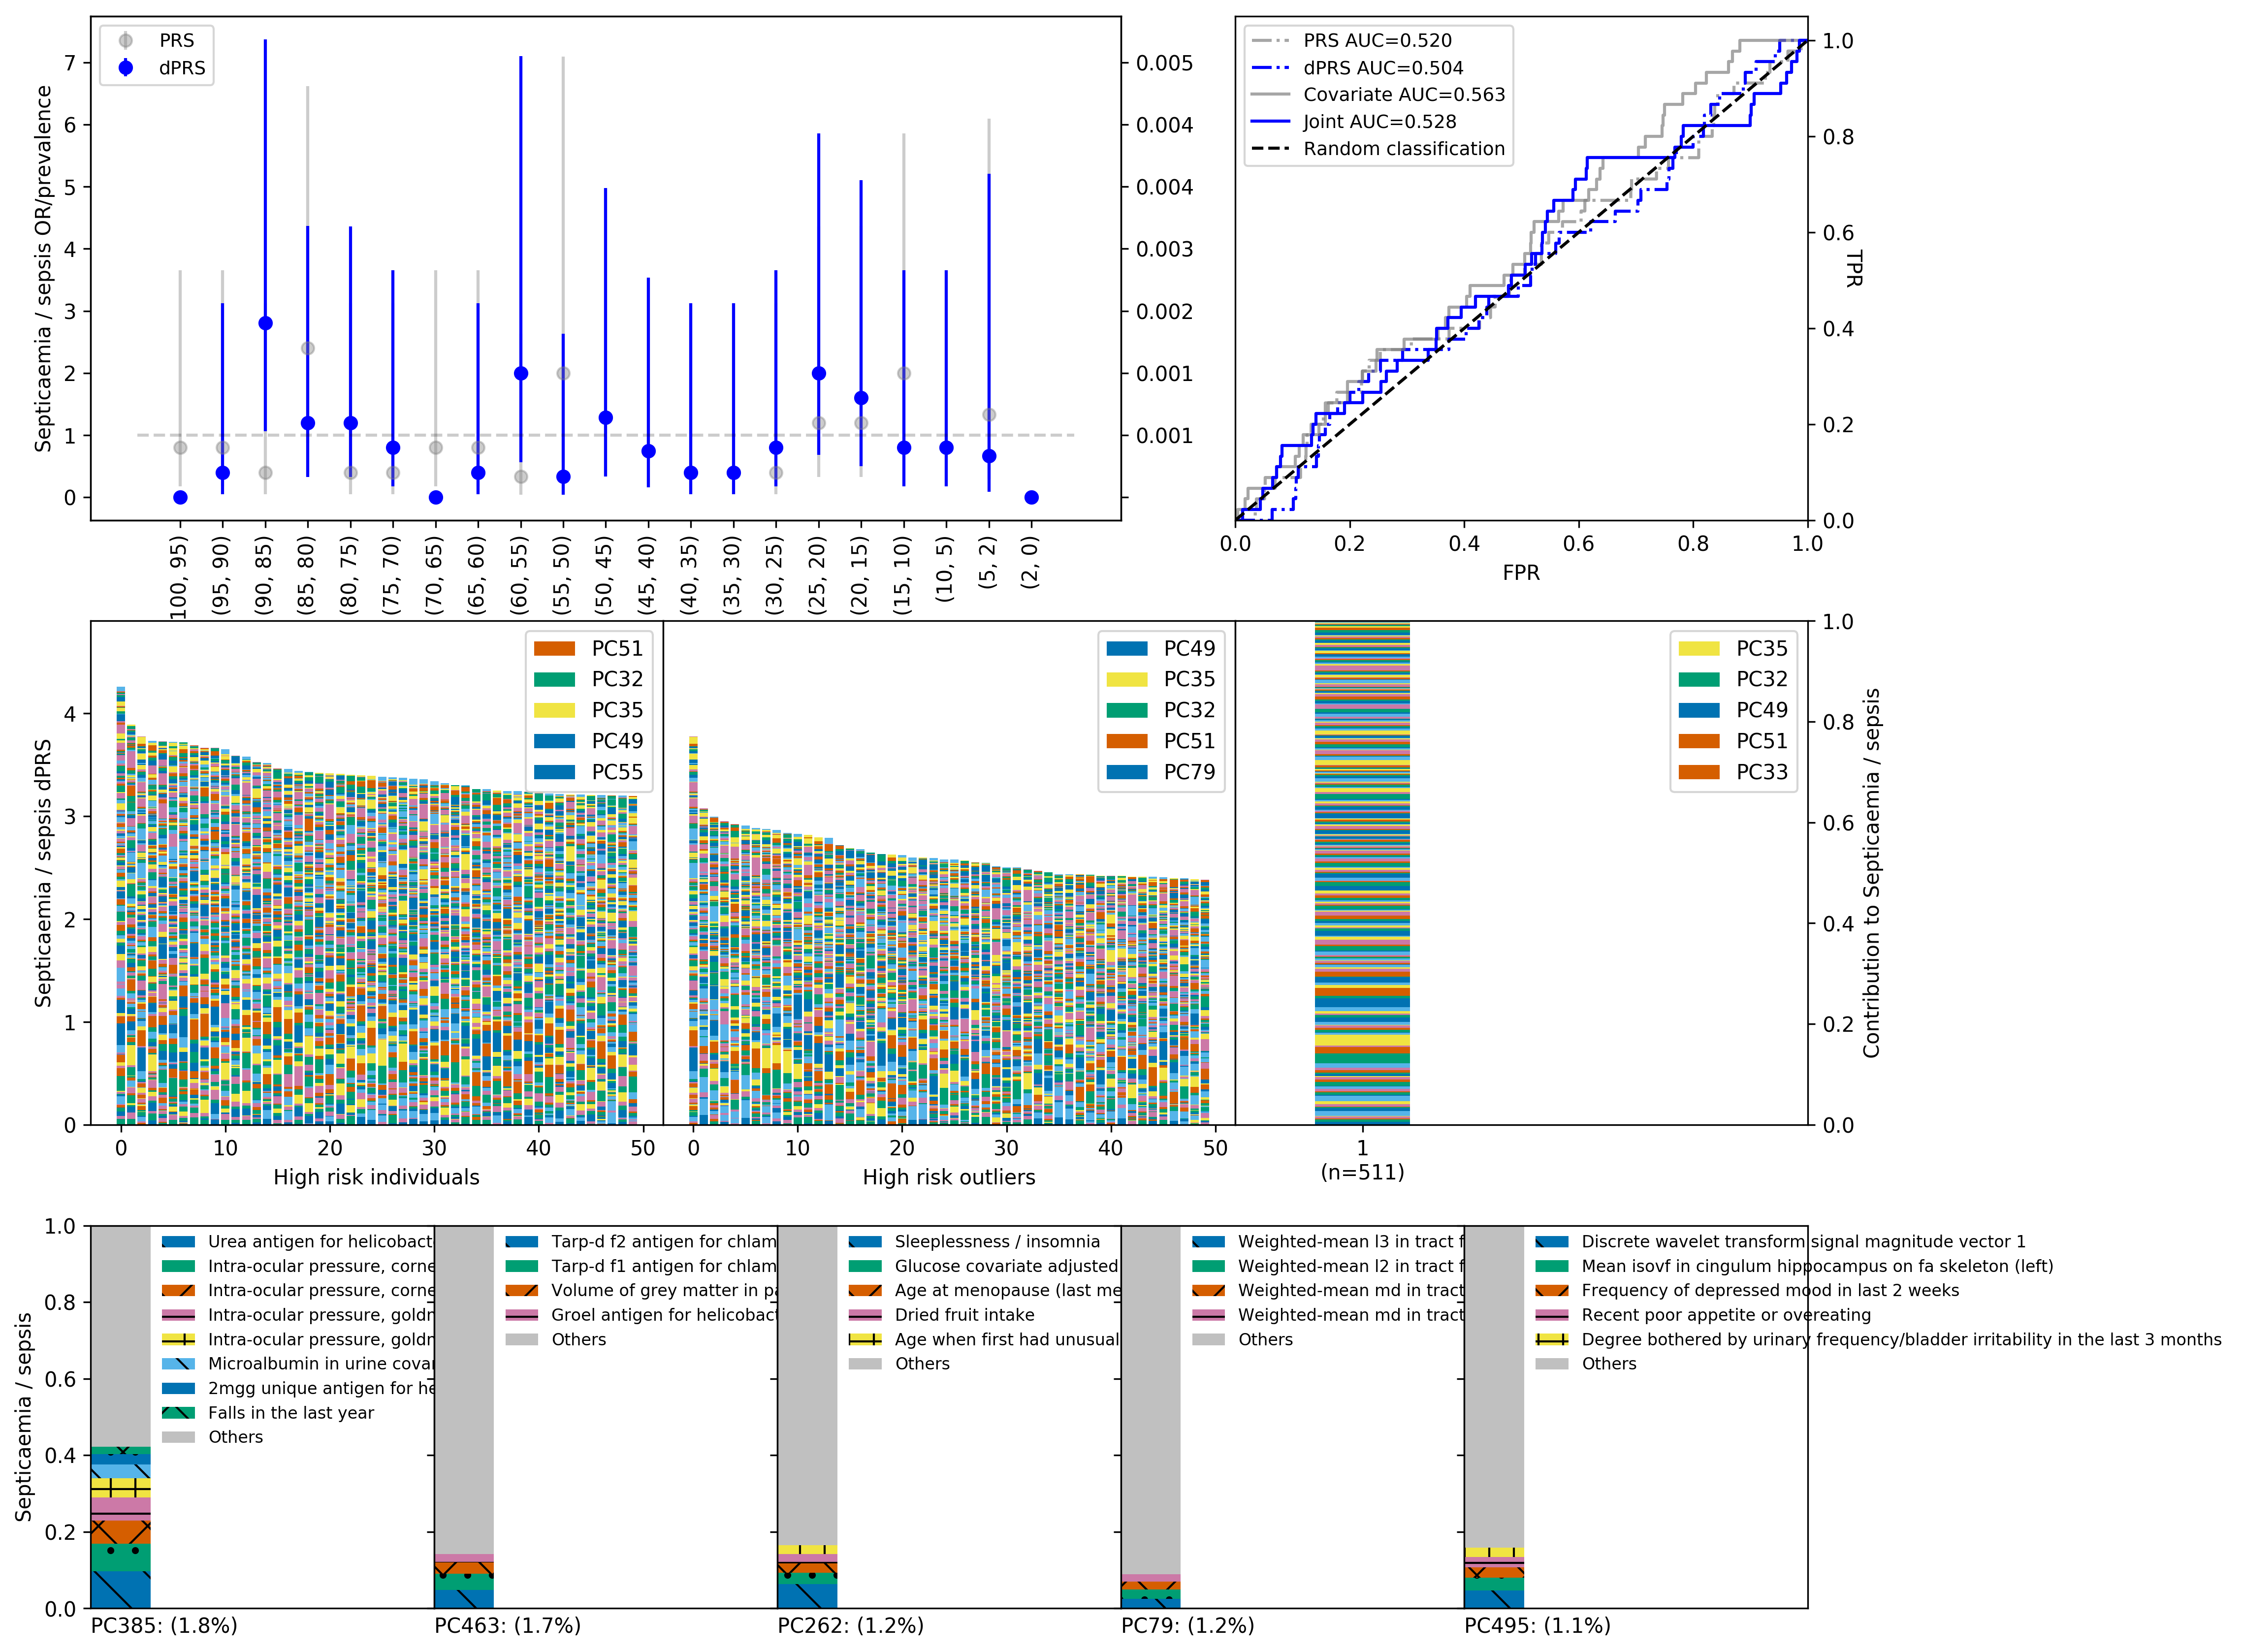 PRS
dPRS
Septicaemia / sepsis OR/prevalence
7
6
5
4
3
2
1
0
0.005
0.004
0.004
0.003
0.002
0.001
0.001
100, 95)
(95, 90)
(90, 85)
(85, 80)
(80, 75)
(75, 70)
(70, 65)
(65, 60)
(60, 55)
(55, 50)
(50, 45)
(45, 40)
(40, 35)
(35, 30)
(30, 25)
(25, 20)
(20, 15)
(15, 10)
(10, 5)
(5, 2)
(2, 0)
PRS AUC=0.520
dPRS AUC=0.504
Covariate AUC=0.563
Joint AUC=0.528
Random classification
1.0
0.8
0.6
0.4
0.2
0.0
TPR
0.0 0.2 0.4 0.6 0.8 1.0
FPR
Septicaemia / sepsis dPRS
4
3
2
1
0
PC51
PC32
PC35
PC49
PC55
0 10 20 30 40 50
High risk individuals
PC49
PC35
PC32
PC51
PC79
0 10 20 30 40 50
High risk outliers
PC35
PC32
PC49
PC51
PC33
1
(n=511)
1.0
0.8
0.6
0.4
0.2
0.0
Contribution to Septicaemia / sepsis
Septicaemia / sepsis
1.0
0.8
0.6
0.4
0.2
0.0
Urea antigen for helicobact
Intra-ocular pressure, corne
Intra-ocular pressure, corne
Intra-ocular pressure, goldm
Intra-ocular pressure, goldm
Microalbumin in urine covar
2mgg unique antigen for he
Falls in the last year
Others
PC385: (1.8%)
Tarp-d f2 antigen for chlam
Tarp-d f1 antigen for chlam
Volume of grey matter in pa
Groel antigen for helicobact
Others
PC463: (1.7%)
Sleeplessness / insomnia
Glucose covariate adjusted
Age at menopause (last me
Dried fruit intake
Age when first had unusual
Others
PC262: (1.2%)
Weighted-mean l3 in tract f
Weighted-mean l2 in tract f
Weighted-mean md in tract
Weighted-mean md in tract
Others
PC79: (1.2%)
Discrete wavelet transform signal magnitude vector 1
Mean isovf in cingulum hippocampus on fa skeleton (left)
Frequency of depressed mood in last 2 weeks
Recent poor appetite or overeating
Degree bothered by urinary frequency/bladder irritability in the last 3 months
Others
PC495: (1.1%)